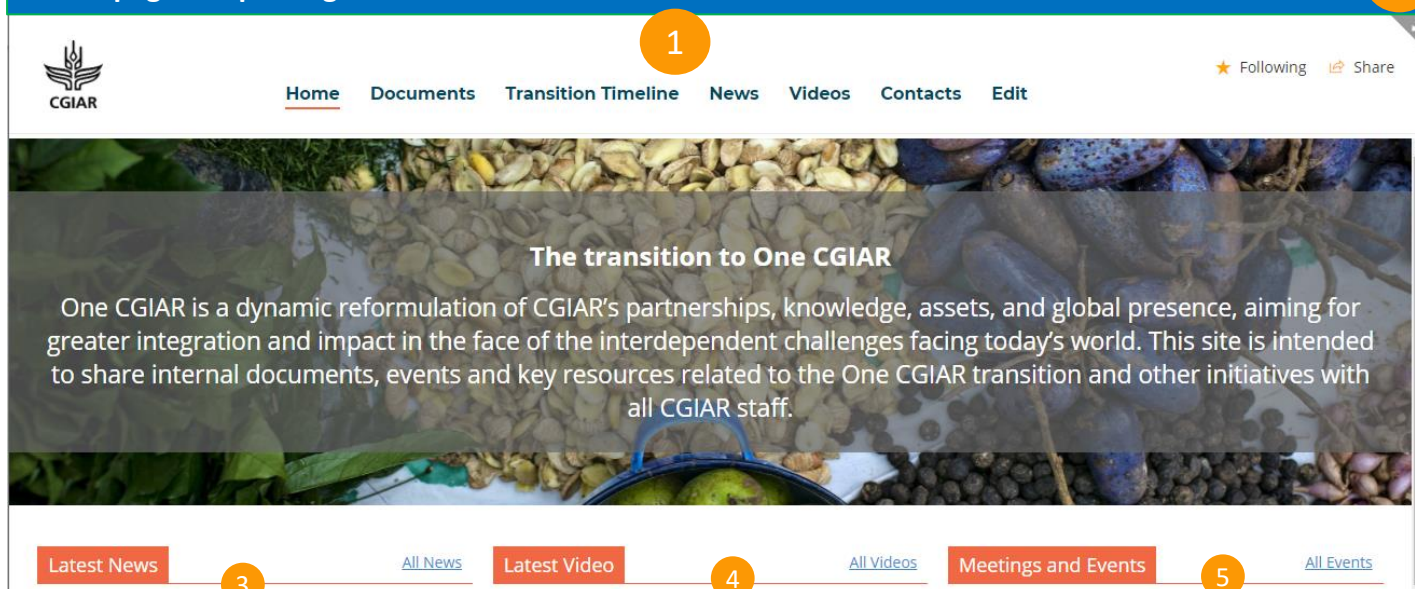 1
CGIAR
Home Documents Transition Timeline News Videos Contacts Edit
Following Share
The transition to One CGIAR
One CGIAR is a dynamic reformulation of CGIAR's partnerships, knowledge, assets, and global presence, aiming for
greater integration and impact in the face of the interdependent challenges facing today's world. This site is intended
to share internal documents, events and key resources related to the One CGIAR transition and other initiatives with
all CGIAR staff.
Latest News All News Latest Video All Videos Meetings and Events All Events
3 4 5